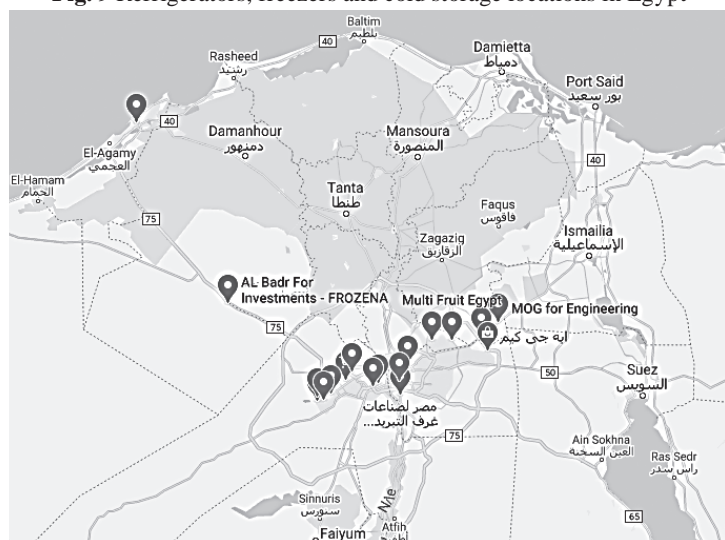 Fig. 9 Refrigerators, freezers and cold storage locations in Egypt
Baltim
بلطيم
40
Rasheed
رشيد
Damietta
دمياط
Port Said
بور سعيد
40
El-Agamy
العجمي
Damanhour
دمنهور
Mansoura
المنصورة
40
El-Hamam
الحمام
75
Tanta
طنطا
Faqus
فاقوس
Zagazig
الزقازيق
Ismailia
الإسماعيلية
AL Badr For
Investments - FROZENA
Multi Fruit Egypt
MOG for Engineering
75
ايه جى كيم
50
Suez
السويس
مصر لصناعات
غرف التبريد...
75
Ain Sokhna
العين السخنة
Ras Sedr
راس سدر
Sinnuris
سنورس
Nile
Atfih
Faiyum
65